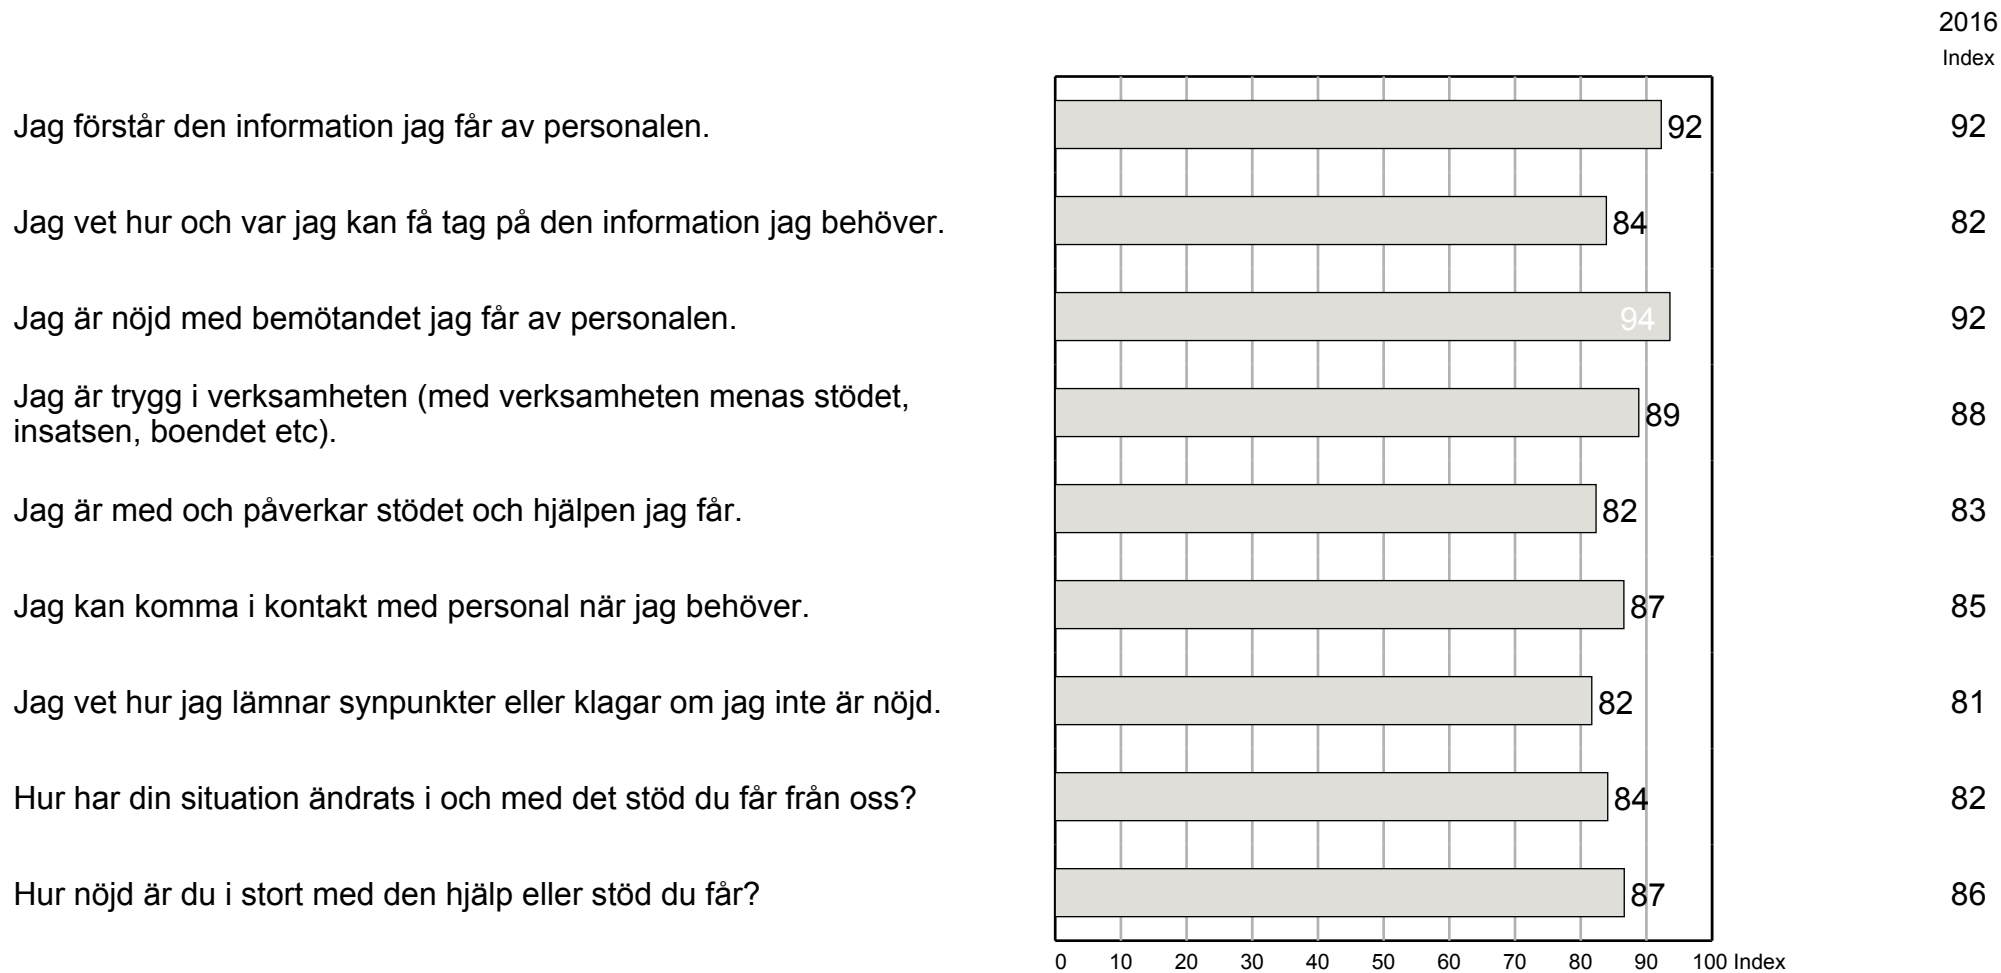 2016
Index
Jag förstår den information jag får av personalen. 92 92
Jag vet hur och var jag kan få tag på den information jag behöver. 84 82
Jag är nöjd med bemötandet jag får av personalen. 94 92
Jag är trygg i verksamheten (med verksamheten menas stödet,
insatsen, boendet etc). 89 88
Jag är med och påverkar stödet och hjälpen jag får. 82 83
Jag kan komma i kontakt med personal när jag behöver. 87 85
Jag vet hur jag lämnar synpunkter eller klagar om jag inte är nöjd. 82 81
Hur har din situation ändrats i och med det stöd du får från oss? 84 82
Hur nöjd är du i stort med den hjälp eller stöd du får? 87 86
0 10 20 30 40 50 60 70 80 90 100 Index